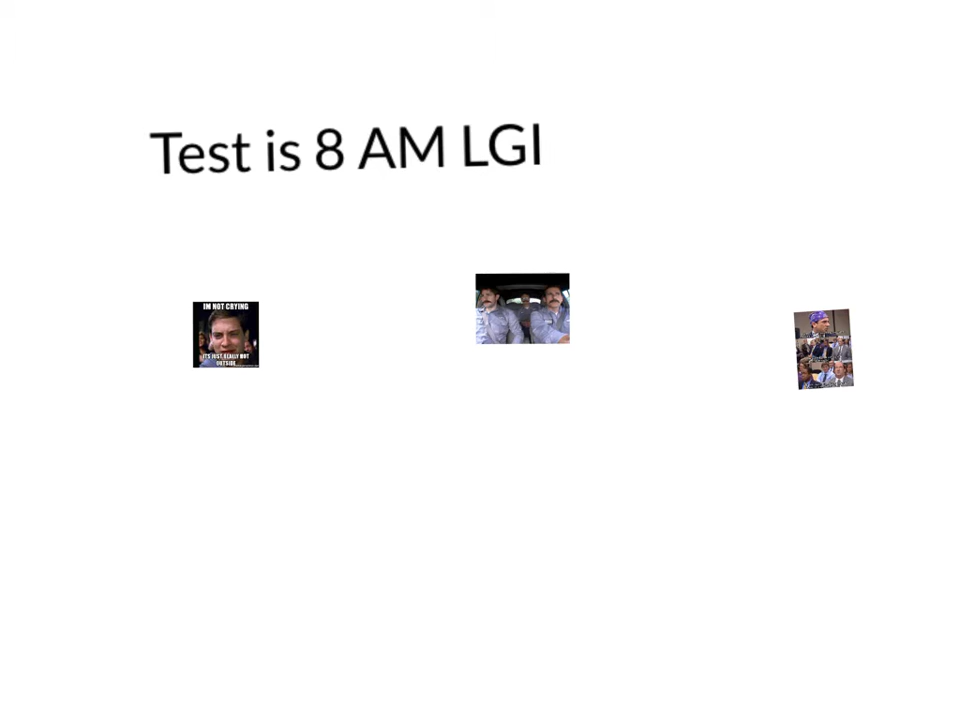 Test is 8 AM LGI
IM NOT CRYING
ITS JUST REALLY HOT
OUTSIDE